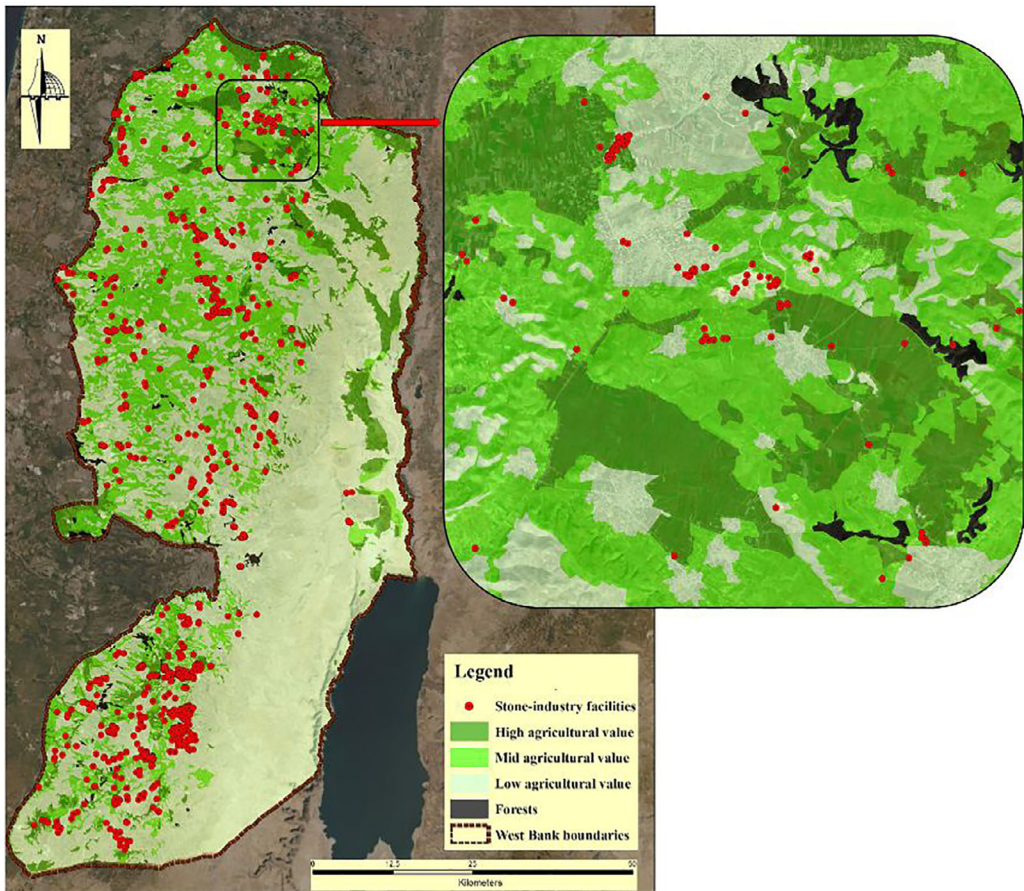 N
Legend
Stone-industry facilities
High agricultural value
Mid agricultural value
Low agricultural value
Forests
West Bank boundaries
0 12.5 25 50
Kilometers